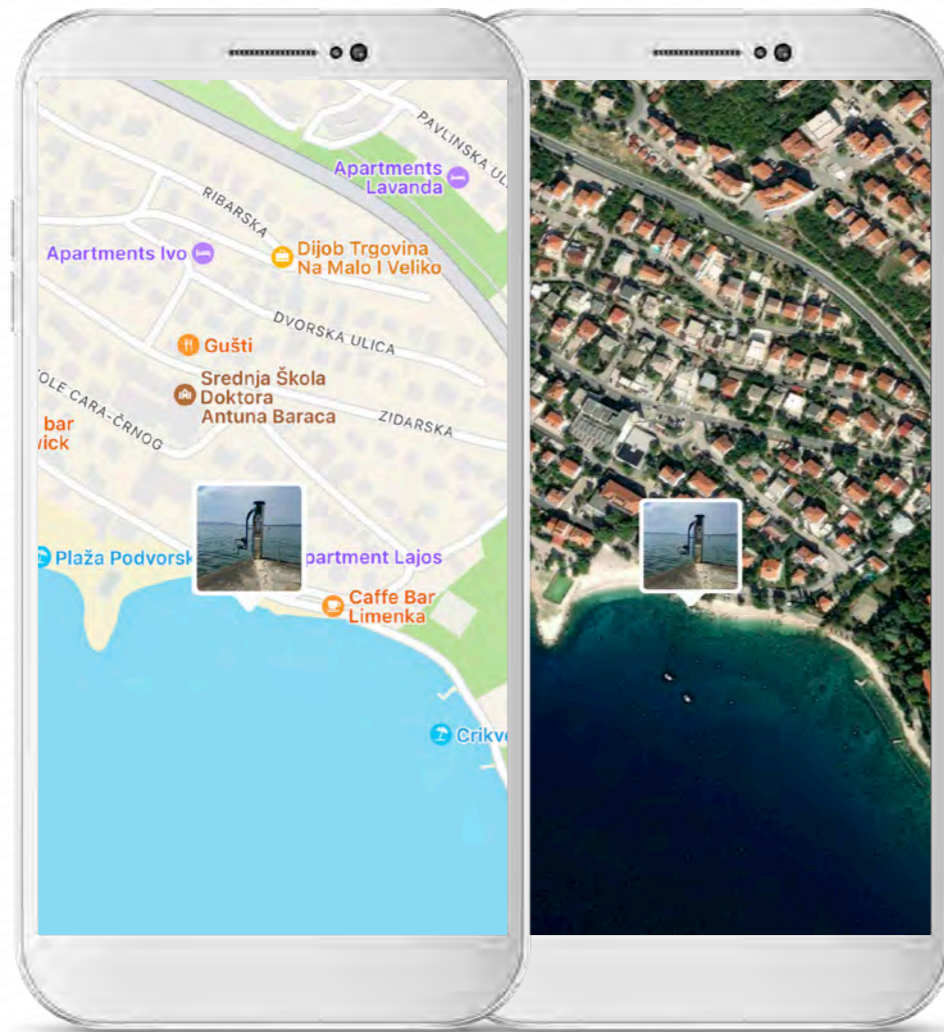 PAVLINSKA UL
Apartments
Lavanda
RIBARSKA
Apartments Ivo
Dijob Trgovina
Na Malo I Veliko
DVORSKA ULICA
Gušti
Srednja Škola
Doktora
Antuna Baraca
OLE CARA-ČRNOG
ZIDARSKA
bar
wick
Plaža Podvorsk
partment Lajos
Caffe Bar
Limenka
Crikv